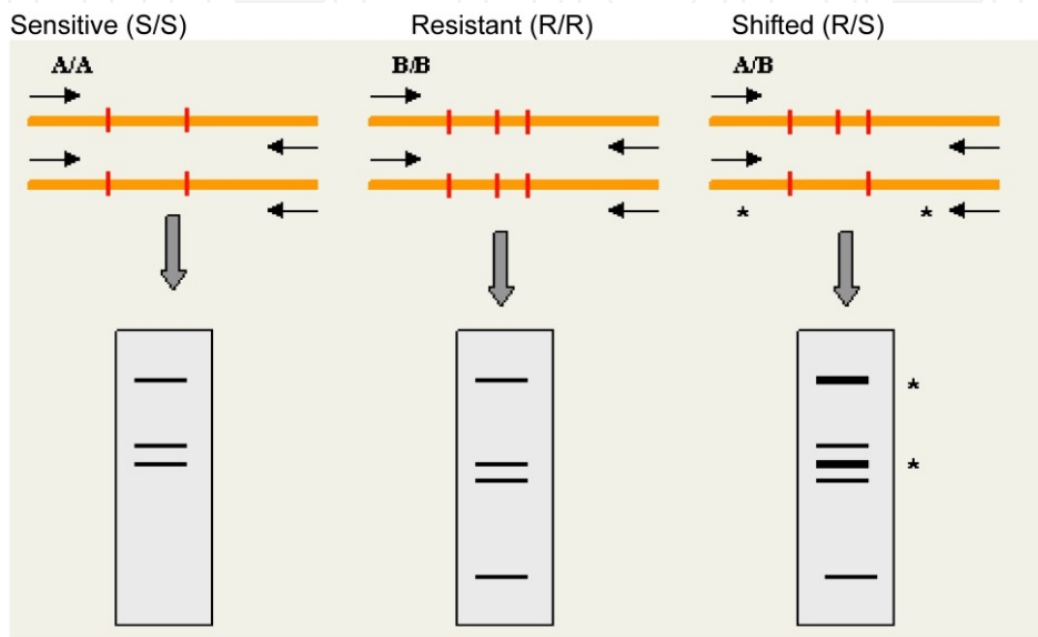 Sensitive (S/S) Resistant (R/R) Shifted (R/S)
A/A B/B A/B
* *
*
*